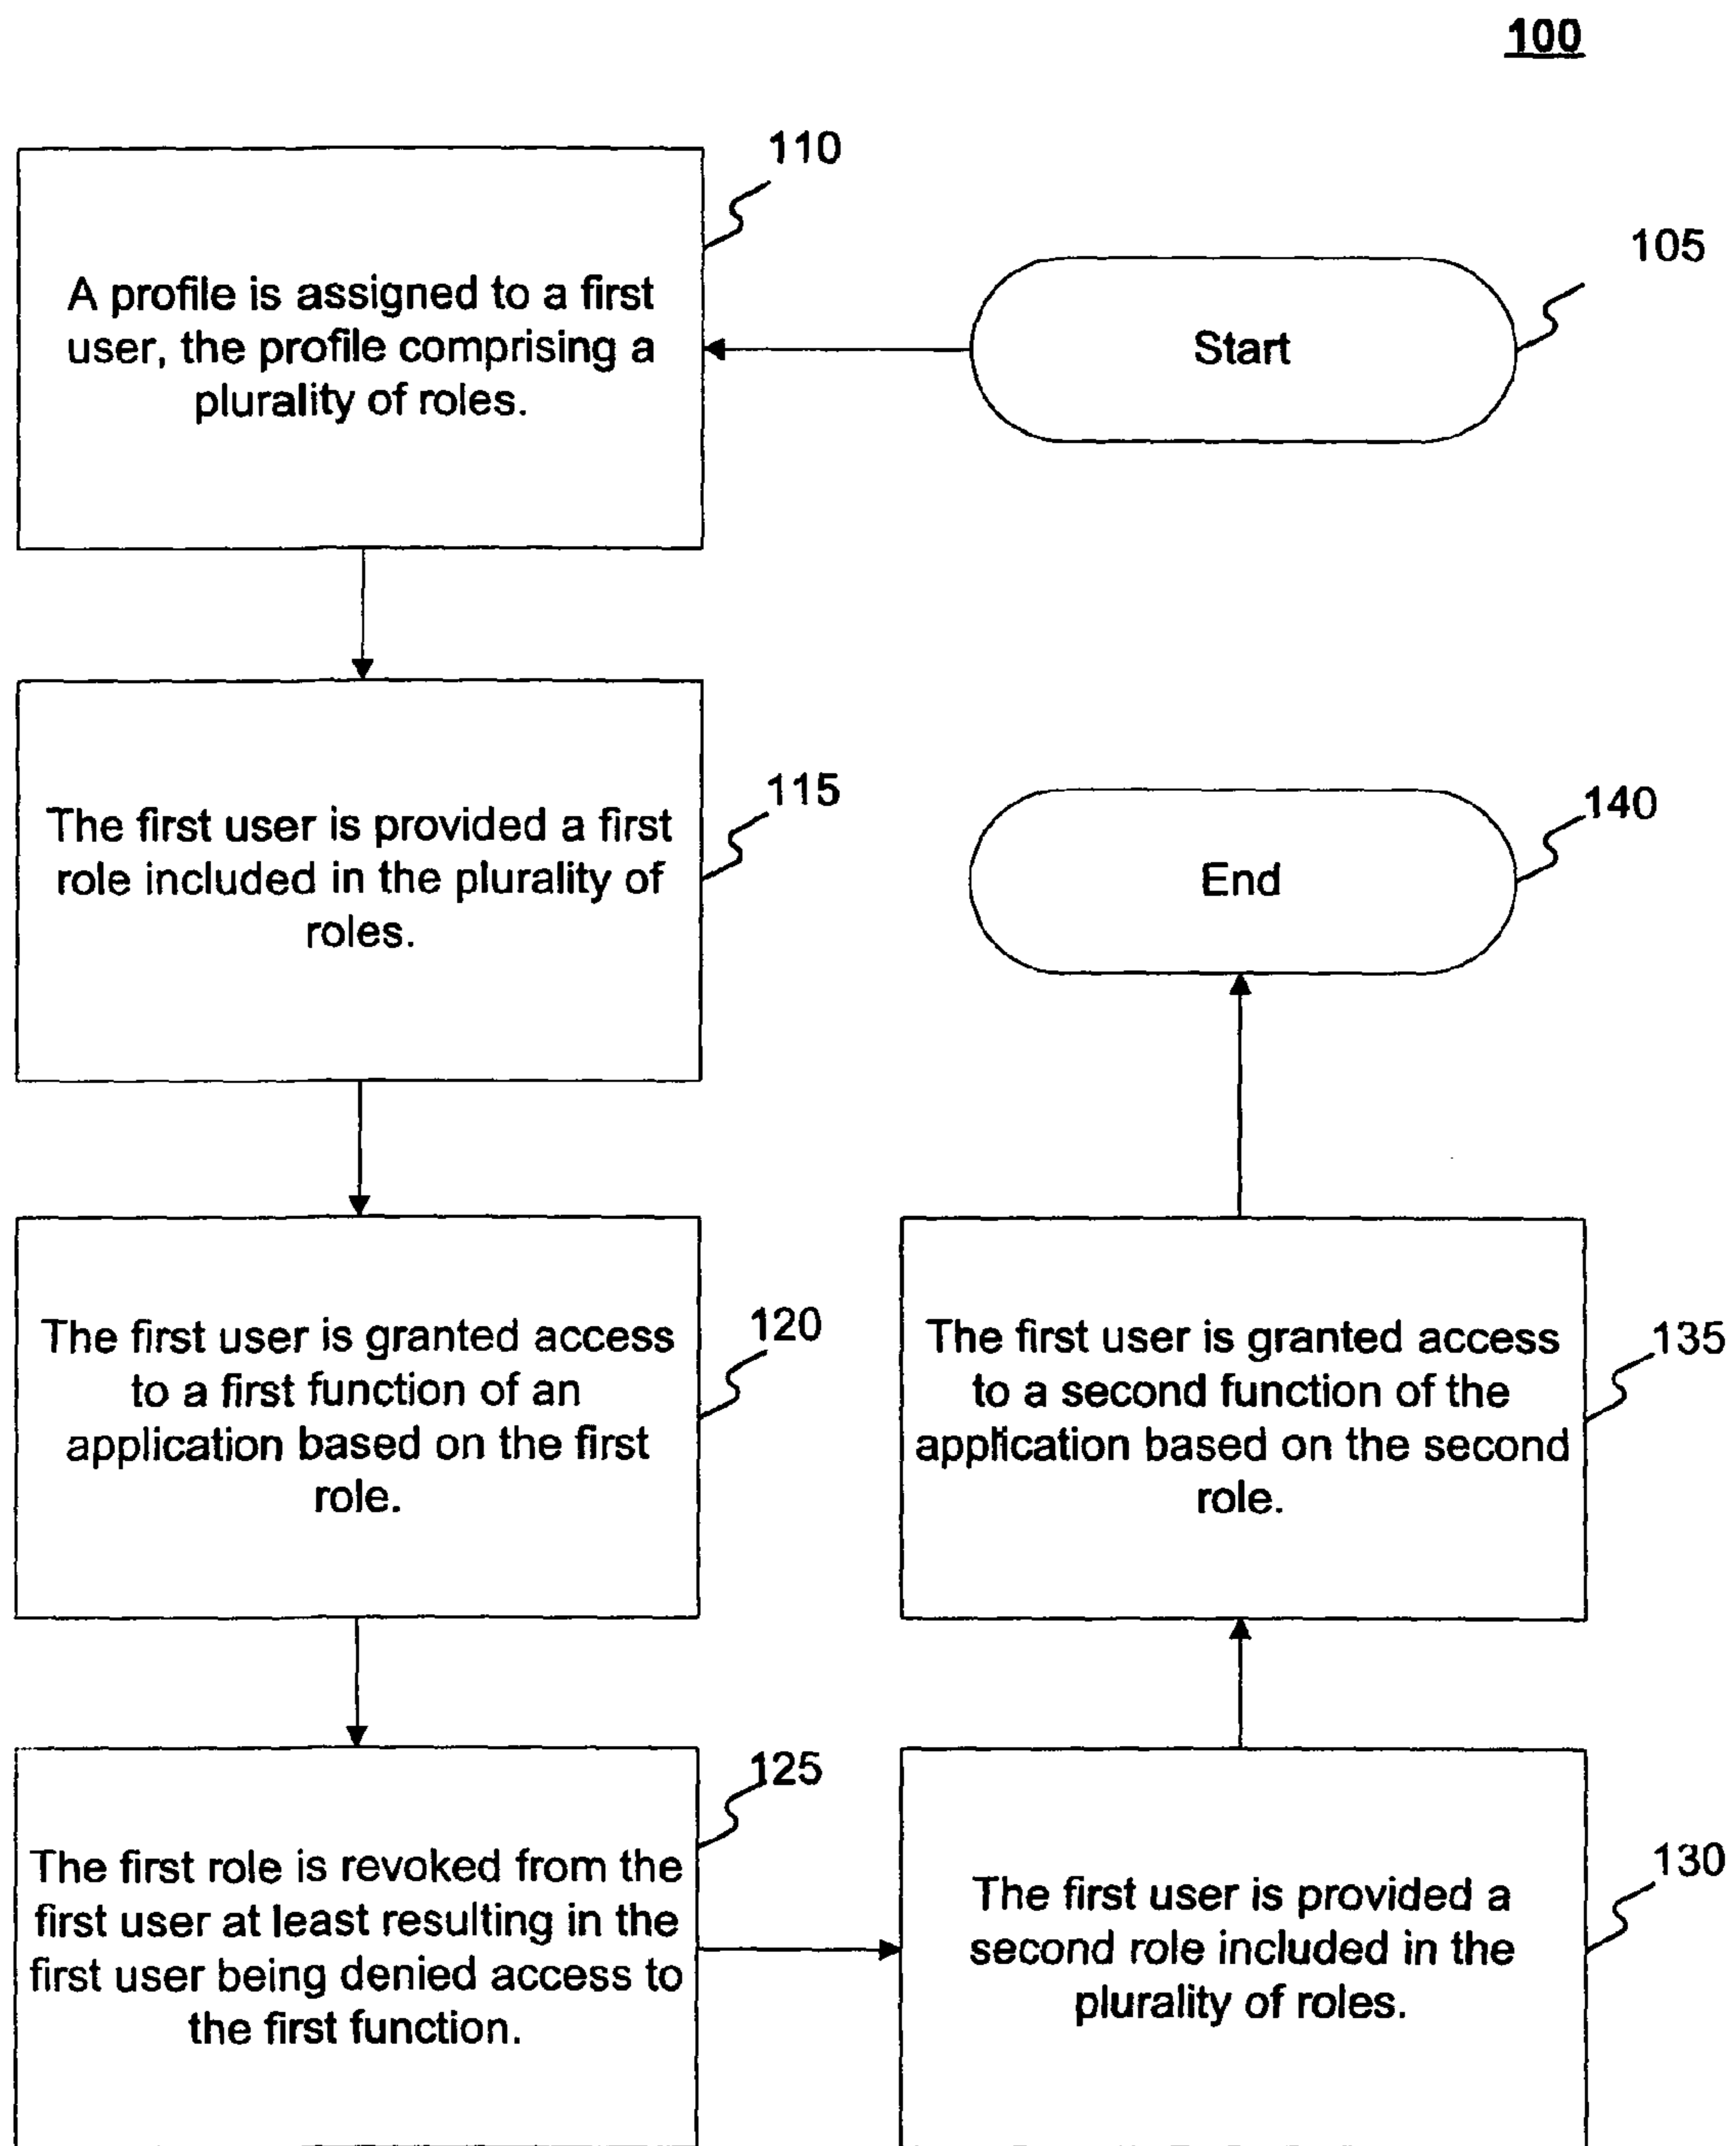 100
110
A profile is assigned to a first
user, the profile comprising a
plurality of roles.
105
Start
115
The first user is provided a first
role included in the plurality of
roles.
140
End
120
The first user is granted access
to a first function of an
application based on the first
role.
135
The first user is granted access
to a second function of the
application based on the second
role.
125
The first role is revoked from the
first user at least resulting in the
first user being denied access to
the first function.
130
The first user is provided a
second role included in the
plurality of roles.